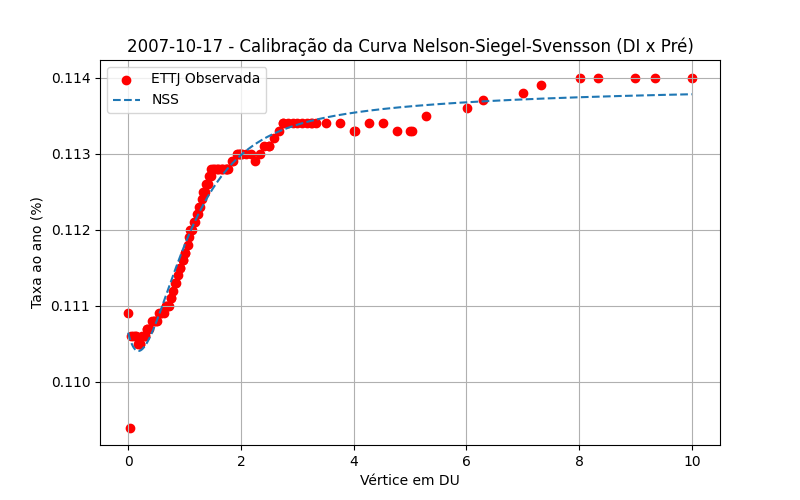 2007-10-17 - Calibração da Curva Nelson-Siegel-Svensson (DI x Pré)
ETTJ Observada
NSS
0.114
0.113
0.112
0.111
0.110
Taxa ao ano (%)
0 2 4 6 8 10
Vértice em DU